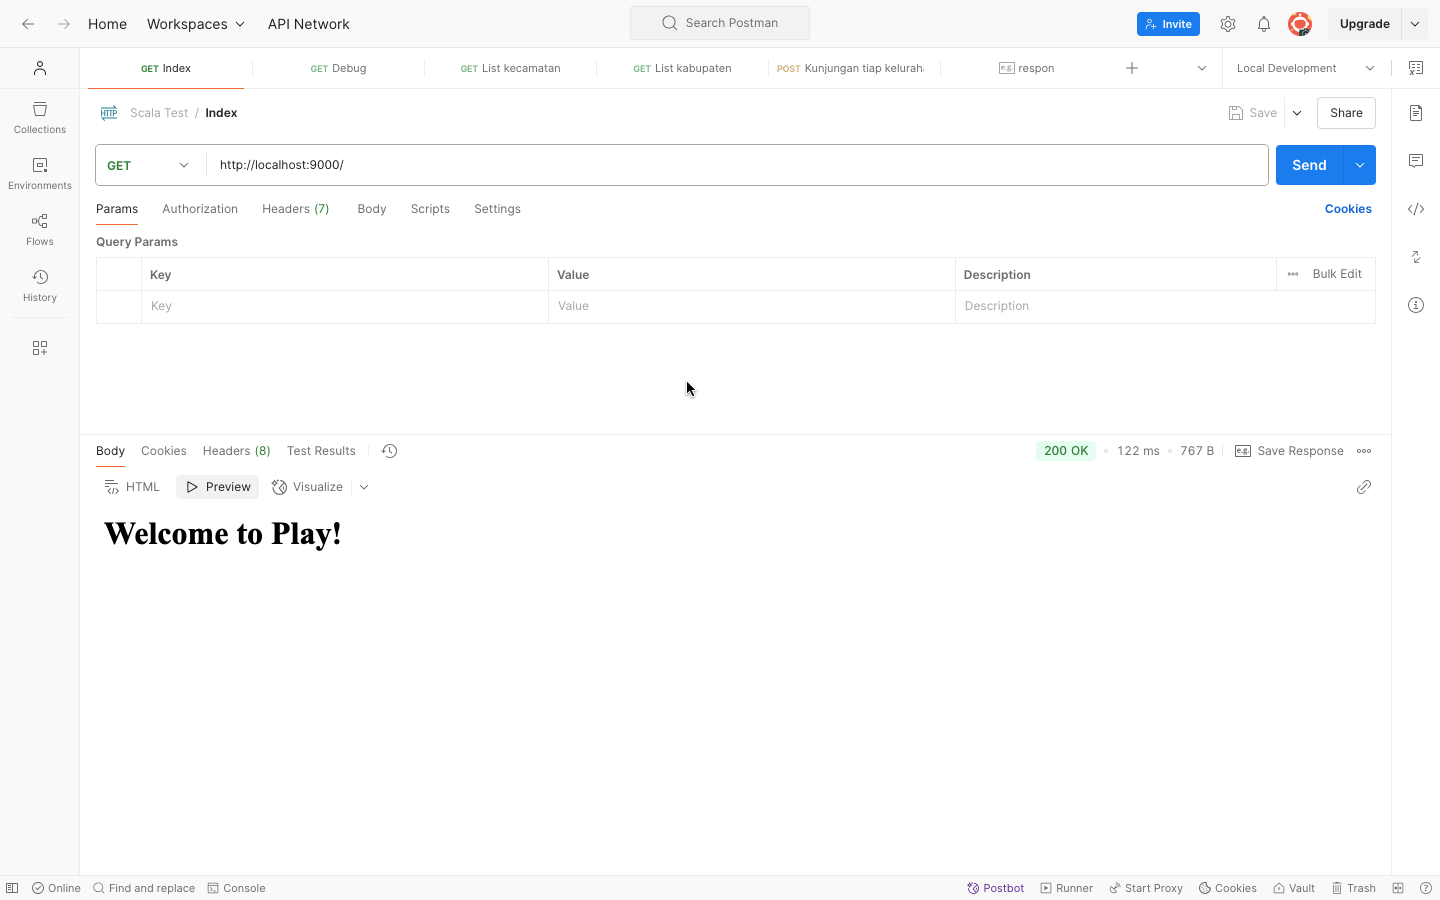 Home Workspaces API Network Search Postman Invite Upgrade
GET Index GET Debug GET List kecamatan GET List kabupaten POST Kunjungan tiap kelurah e.g. respon Local Development
HTTP Scala Test / Index Save Share
GET http://localhost:9000/ Send
Params Authorization Headers (7) Body Scripts Settings Cookies
Query Params
Key Value Description Bulk Edit
Key Value Description
Collections
Environments
Flows
History
Body Cookies Headers (8) Test Results 200 OK 122 ms 767 B e.g. Save Response
HTML Preview Visualize
Welcome to Play!
Online Find and replace Console Postbot Runner Start Proxy Cookies Vault Trash